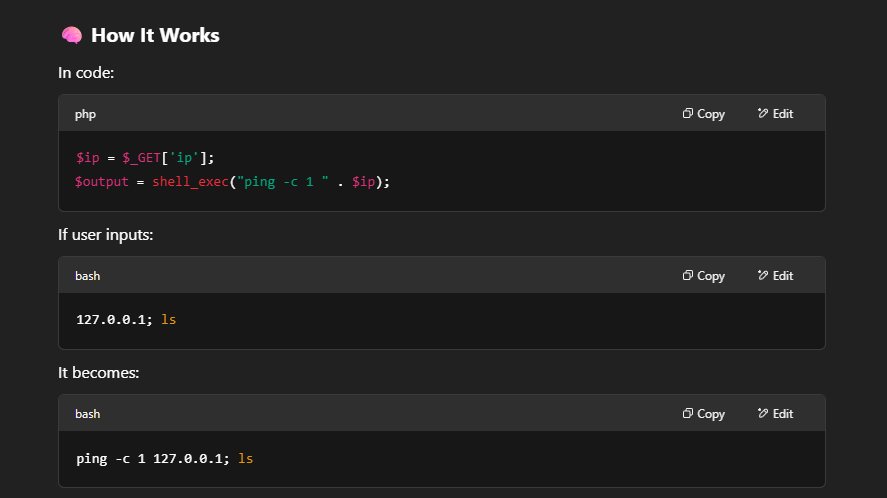 🧠 How It Works
In code:
php Copy Edit
$ip = $_GET['ip'];
$output = shell_exec("ping -c 1 " . $ip);
If user inputs:
bash Copy Edit
127.0.0.1; ls
It becomes:
bash Copy Edit
ping -c 1 127.0.0.1; ls